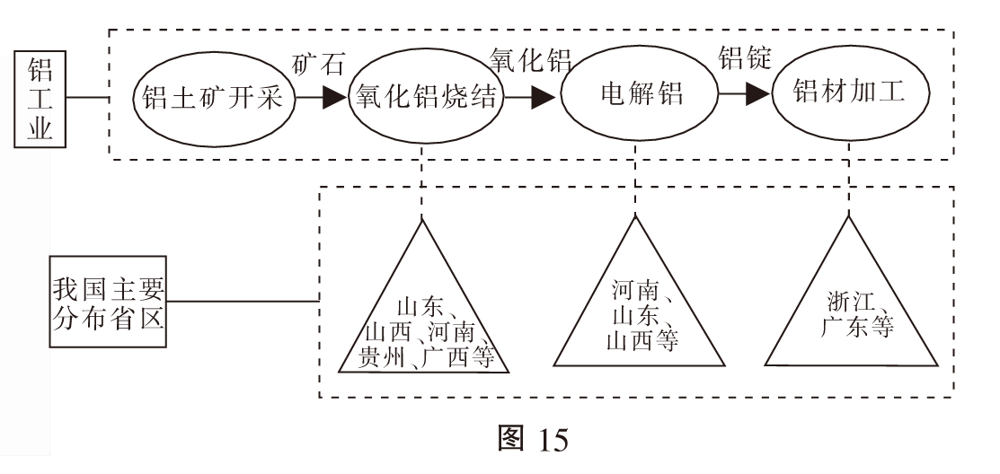 铝工业
铝土矿开采
矿石
氧化铝烧结
氧化铝
电解铝
铝锭
铝材加工
我国主要
分布省区
山东、
山西、河南、
贵州、广西等
河南、
山东、
山西等
浙江、
广东等
图 15